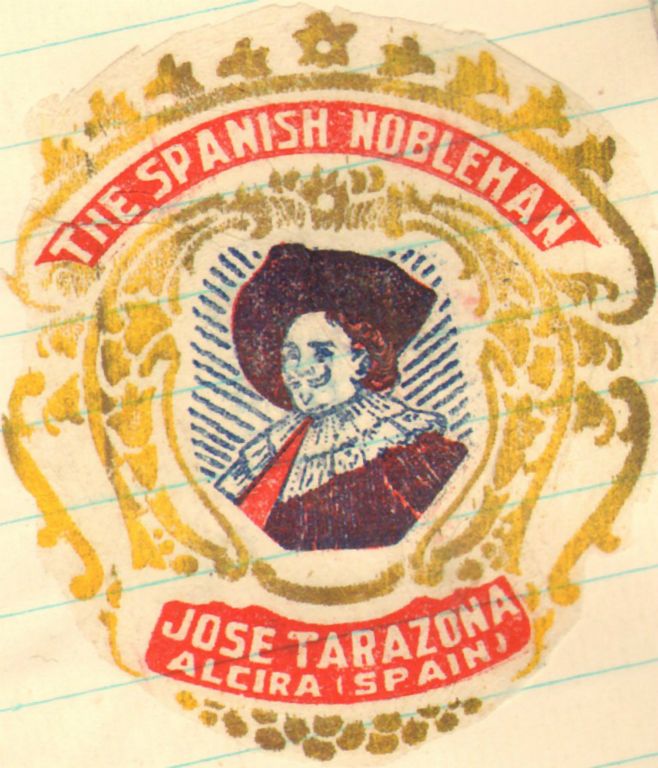 THE SPANISH NOBLEMAN
JOSE TARAZONA
ALCIRA (SPAIN)